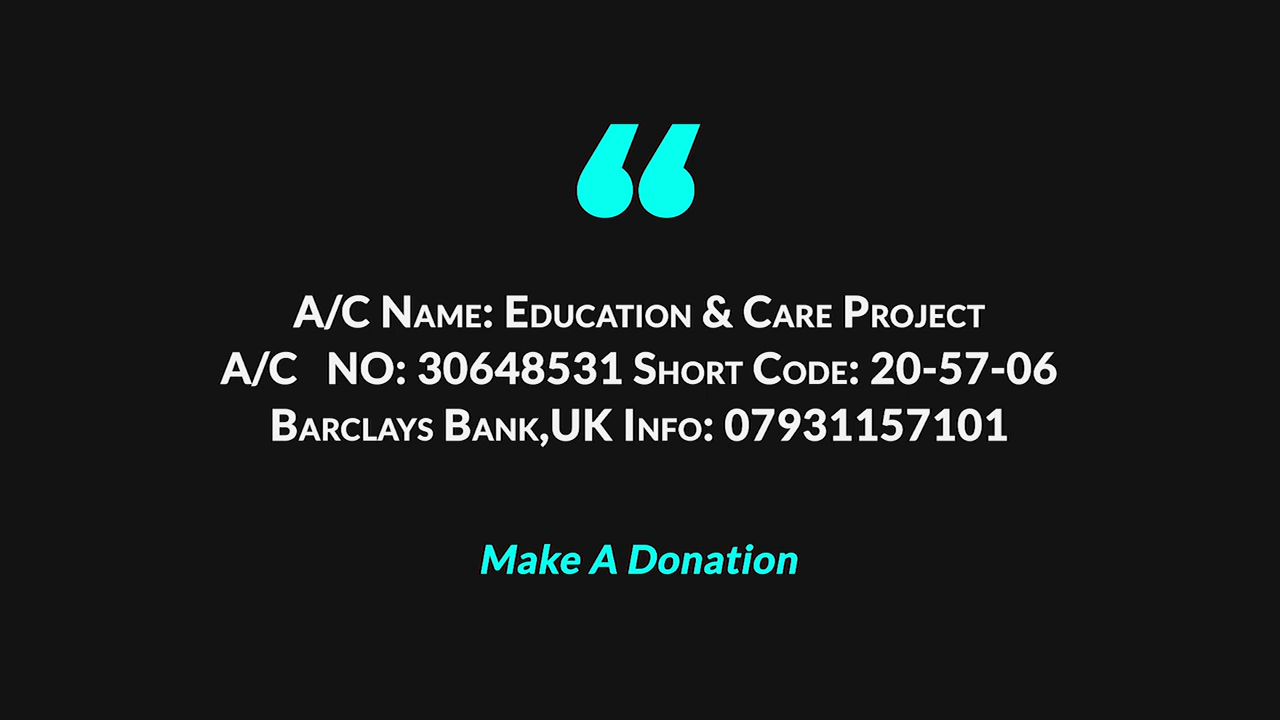 “
A/C Name: Education & Care Project
A/C NO: 30648531 Short Code: 20-57-06
Barclays Bank,UK Info: 07931157101
Make A Donation